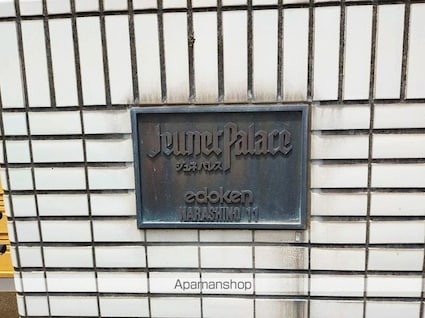 Jeunet Palace
ジュネパレス
edoken
NARASHINO 11
Apamanshop